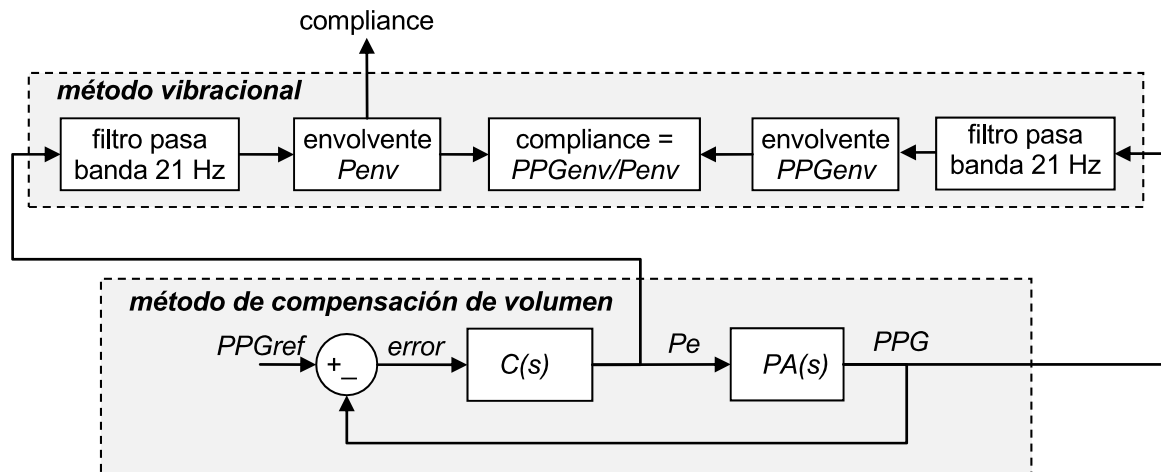 compliance
método vibracional
filtro pasa
banda 21 Hz
envolvente
Penv
compliance =
PPGenv/Penv
envolvente
PPGenv
filtro pasa
banda 21 Hz
método de compensación de volumen
PPGref
+_
error
C(s)
Pe
PA(s)
PPG